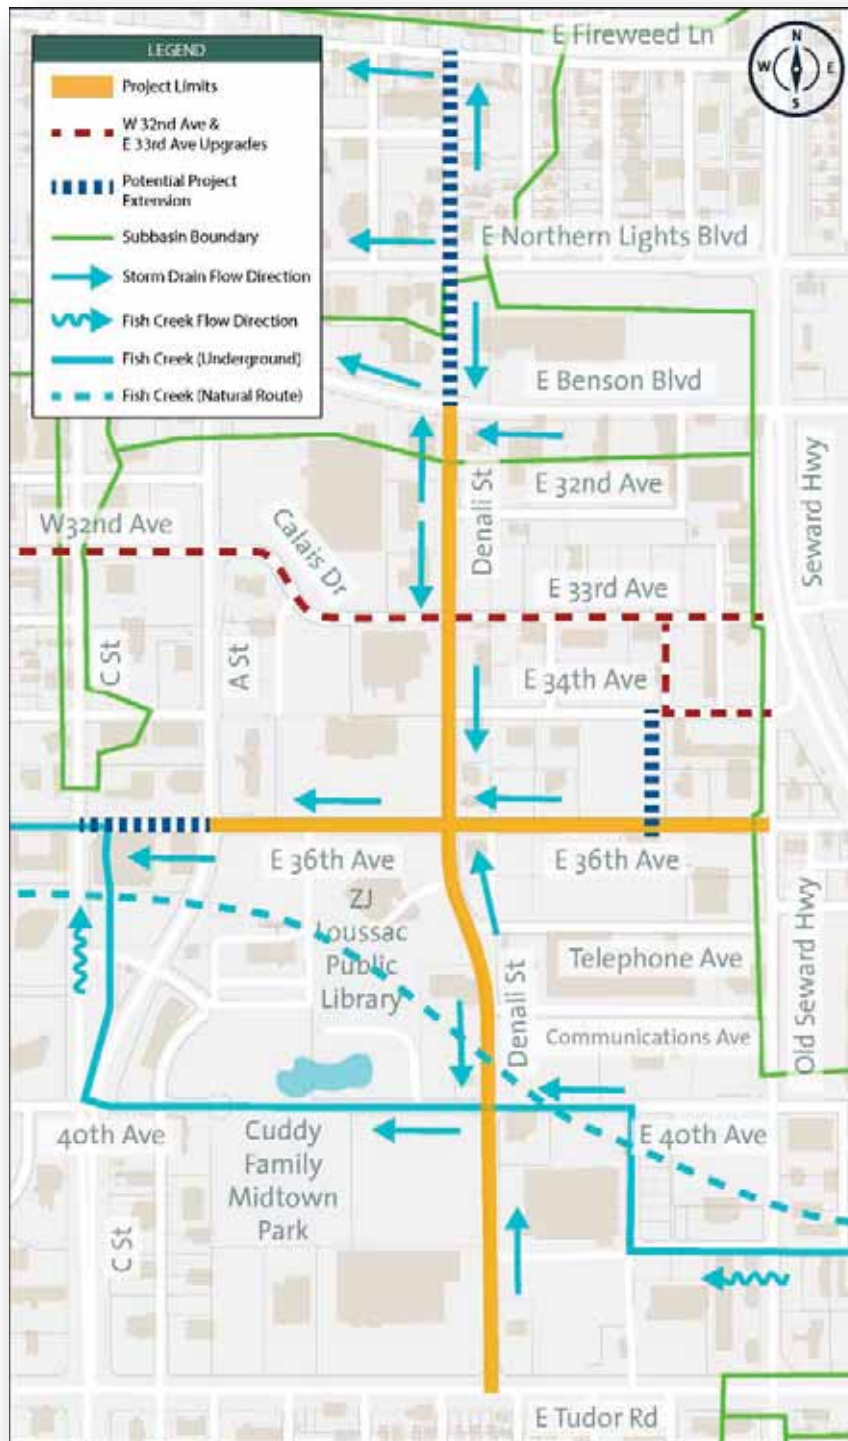 E Fireweed Ln
N
W
E
S
LEGEND
Project Limits
W 32nd Ave &
E 33rd Ave Upgrades
Potential Project
Extension
Subbasin Boundary
Storm Drain Flow Direction
Fish Creek Flow Direction
Fish Creek (Underground)
Fish Creek (Natural Route)
E Northern Lights Blvd
E Benson Blvd
E 32nd Ave
Denali St
Seward Hwy
W32nd Ave
Calais Dr
E 33rd Ave
C St
A St
E 34th Ave
E 36th Ave
E 36th Ave
ZJ
Loussac
Public
Library
Telephone Ave
Denali St
Old Seward Hwy
Communications Ave
40th Ave
Cuddy
Family
Midtown
Park
E 40th Ave
C St
E Tudor Rd